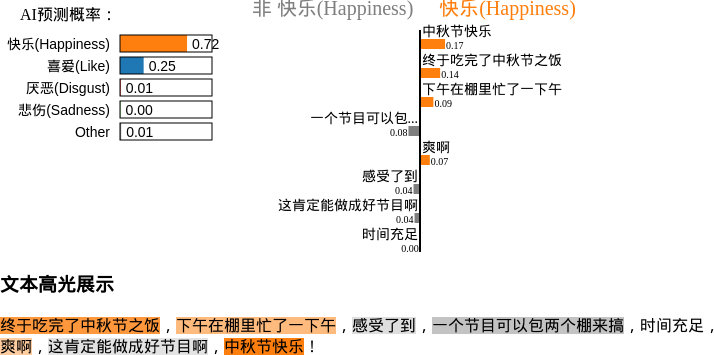 AI预测概率：
快乐(Happiness) 0.72
喜爱(Like) 0.25
厌恶(Disgust) 0.01
悲伤(Sadness) 0.00
Other 0.01
非 快乐(Happiness) 快乐(Happiness)
中秋节快乐
0.17
终于吃完了中秋节之饭
0.14
下午在棚里忙了一下午
0.09
一个节目可以包...
0.08
爽啊
0.07
感受了到
0.04
这肯定能做成好节目啊
0.04
时间充足
0.00
文本高光展示
终于吃完了中秋节之饭，下午在棚里忙了一下午，感受了到，一个节目可以包两个棚来搞，时间充足，
爽啊，这肯定能做成好节目啊，中秋节快乐！